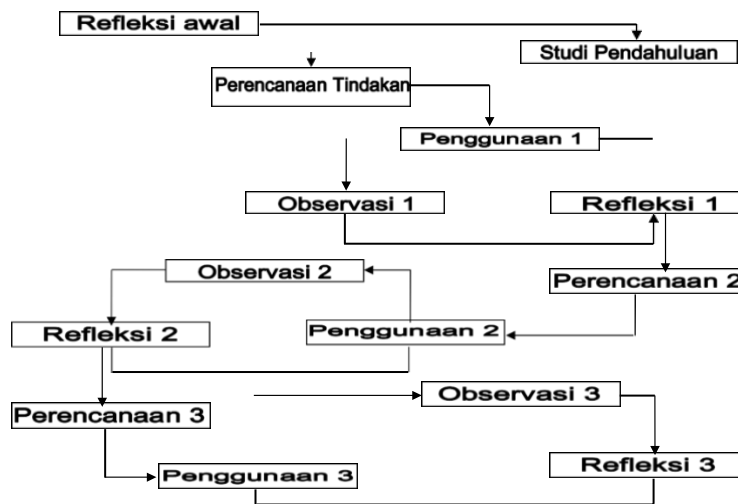 Refleksi awal
Studi Pendahuluan
Perencanaan Tindakan
Penggunaan 1
Observasi 1
Refleksi 1
Observasi 2
Perencanaan 2
Refleksi 2
Penggunaan 2
Observasi 3
Perencanaan 3
Refleksi 3
Penggunaan 3